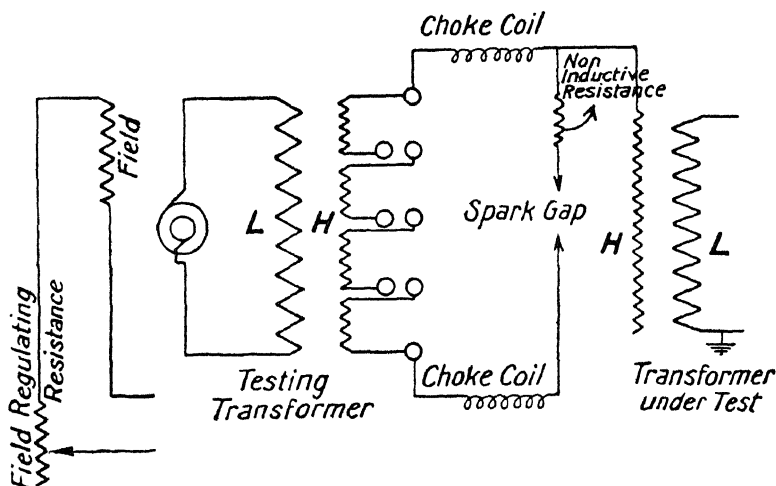 Choke Coil
Non
Inductive
Resistance
Field
L
H
Spark Gap
H
L
Field Regulating
Resistance
Testing
Transformer
Choke Coil
Transformer
under Test